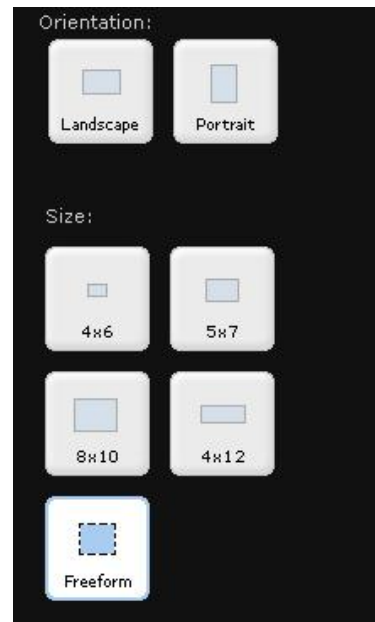 Orientation:
Landscape Portrait
Size:
4x6 5x7
8x10 4x12
Freeform